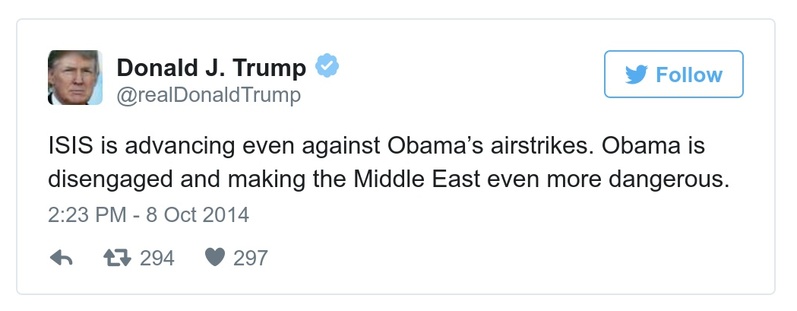 Donald J. Trump
@realDonaldTrump
Follow
ISIS is advancing even against Obama’s airstrikes. Obama is
disengaged and making the Middle East even more dangerous.
2:23 PM - 8 Oct 2014
294 297